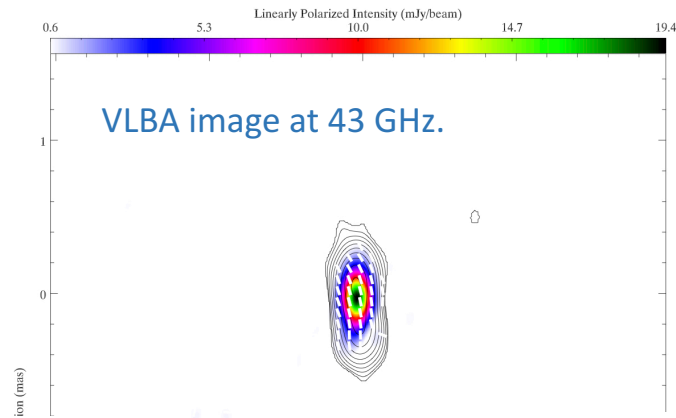 Linearly Polarized Intensity (mJy/beam)
0.6 5.3 10.0 14.7 19.4
VLBA image at 43 GHz.
1
0
ion (mas)